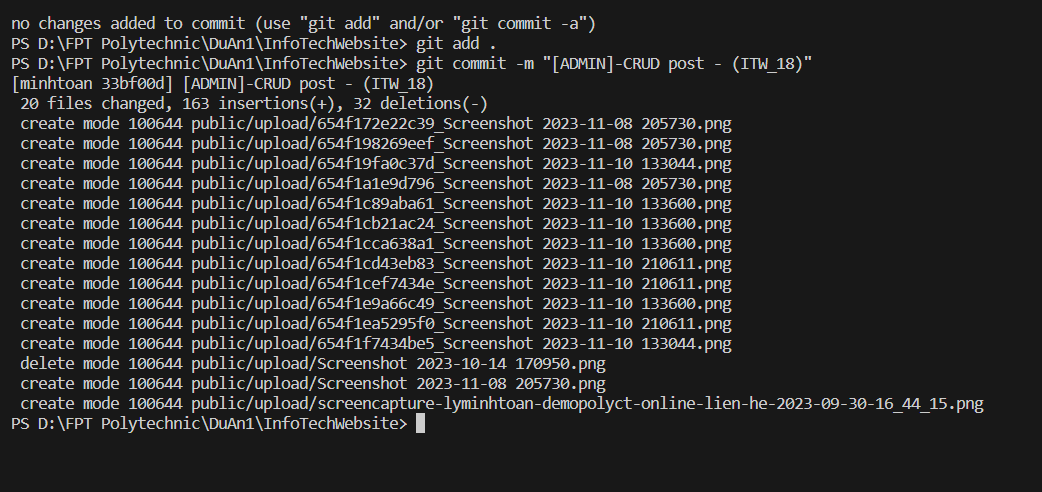 no changes added to commit (use "git add" and/or "git commit -a")
PS D:\FPT Polytechnic\DuAn1\InfoTechWebsite> git add .
PS D:\FPT Polytechnic\DuAn1\InfoTechWebsite> git commit -m "[ADMIN]-CRUD post - (ITW_18)"
[minhtoan 33bf00d] [ADMIN]-CRUD post - (ITW_18)
 20 files changed, 163 insertions(+), 32 deletions(-)
 create mode 100644 public/upload/654f172e22c39_Screenshot 2023-11-08 205730.png
 create mode 100644 public/upload/654f198269eef_Screenshot 2023-11-08 205730.png
 create mode 100644 public/upload/654f19fa0c37d_Screenshot 2023-11-10 133044.png
 create mode 100644 public/upload/654f1a1e9d796_Screenshot 2023-11-08 205730.png
 create mode 100644 public/upload/654f1c89aba61_Screenshot 2023-11-10 133600.png
 create mode 100644 public/upload/654f1cb21ac24_Screenshot 2023-11-10 133600.png
 create mode 100644 public/upload/654f1cca638a1_Screenshot 2023-11-10 133600.png
 create mode 100644 public/upload/654f1cd43eb83_Screenshot 2023-11-10 210611.png
 create mode 100644 public/upload/654f1cef7434e_Screenshot 2023-11-10 210611.png
 create mode 100644 public/upload/654f1e9a66c49_Screenshot 2023-11-10 133600.png
 create mode 100644 public/upload/654f1ea5295f0_Screenshot 2023-11-10 210611.png
 create mode 100644 public/upload/654f1f7434be5_Screenshot 2023-11-10 133044.png
 delete mode 100644 public/upload/Screenshot 2023-10-14 170950.png
 create mode 100644 public/upload/Screenshot 2023-11-08 205730.png
 create mode 100644 public/upload/screencapture-lyminhtoan-demopolyct-online-lien-he-2023-09-30-16_44_15.png
PS D:\FPT Polytechnic\DuAn1\InfoTechWebsite>